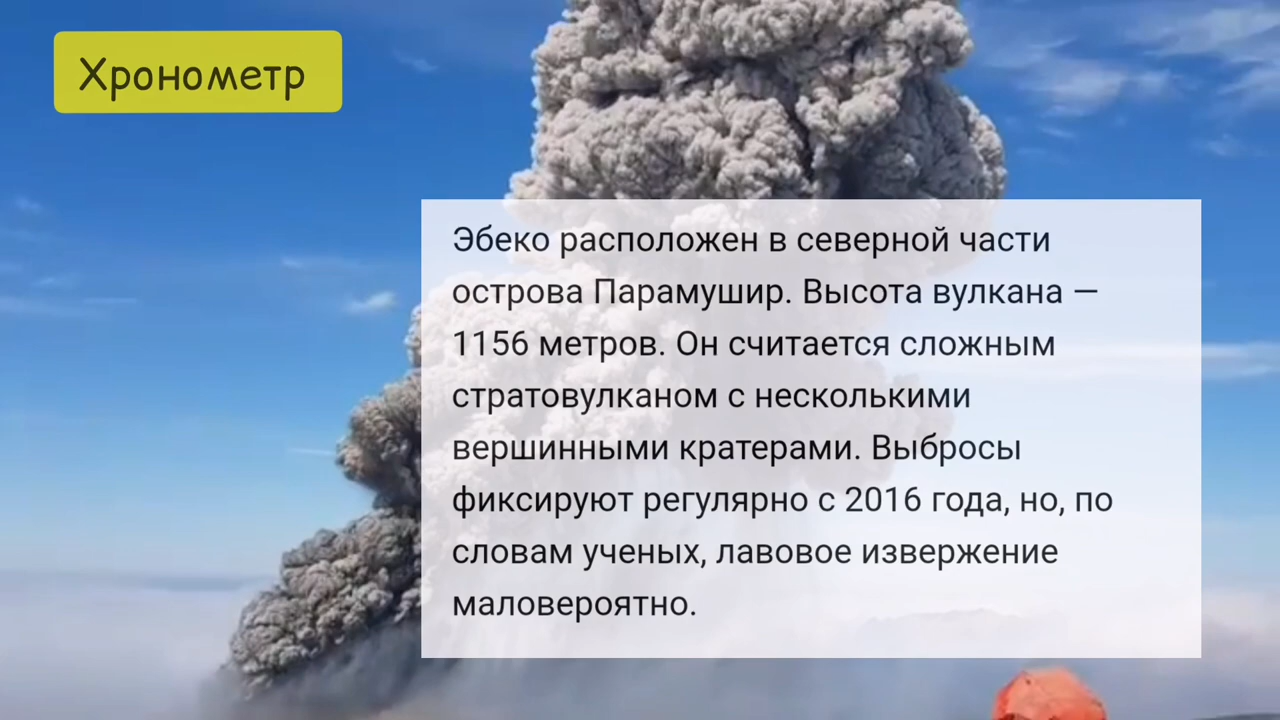 Хронометр
Эбеко расположен в северной части
острова Парамушир. Высота вулкана —
1156 метров. Он считается сложным
стратовулканом с несколькими
вершинными кратерами. Выбросы
фиксируют регулярно с 2016 года, но, по
словам ученых, лавовое извержение
маловероятно.